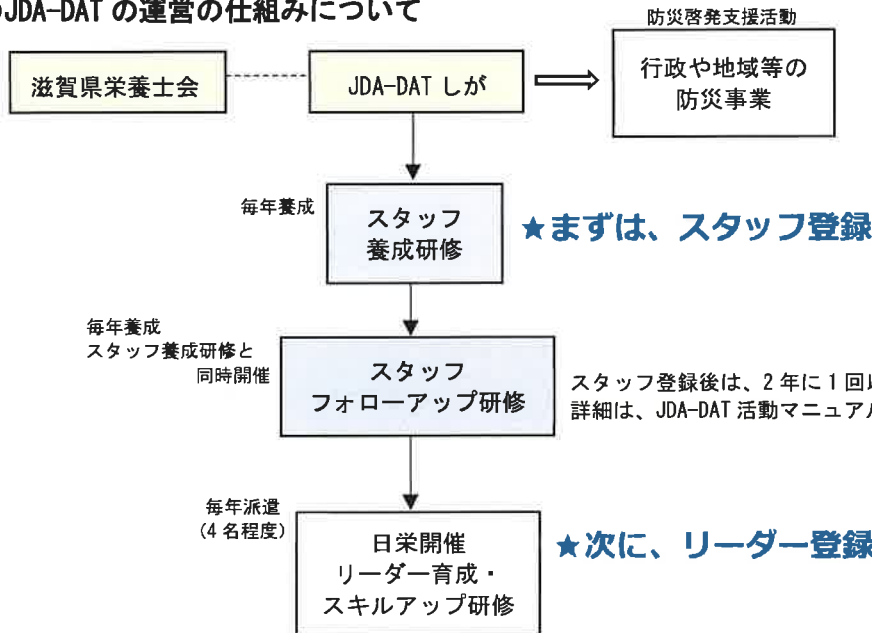 JDA-DAT の運営の仕組みについて
防災啓発支援活動
滋賀県栄養士会
JDA-DAT しが
行政や地域等の
防災事業
毎年養成
スタッフ
養成研修
★まずは、スタッフ登録
毎年養成
スタッフ養成研修と
同時開催
スタッフ
フォローアップ研修
スタッフ登録後は、2 年に 1 回
詳細は、JDA-DAT 活動マニュア
毎年派遣
(4 名程度)
日栄開催
リーダー育成・
スキルアップ研修
★次に、リーダー登録